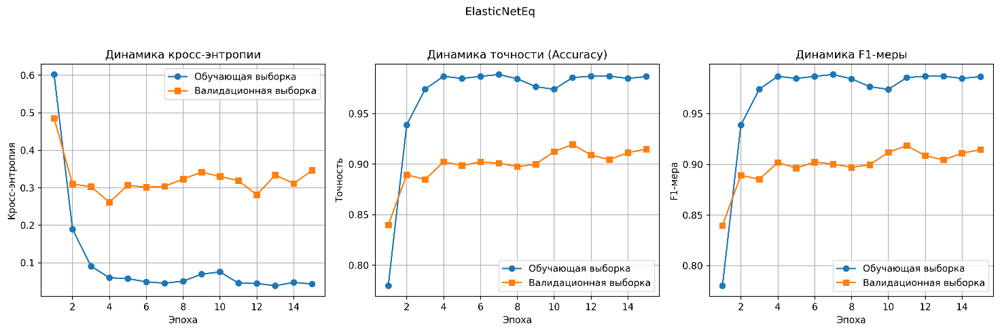 ElasticNetEq
Динамика кросс-энтропии
Кросс-энтропия
0.6
0.5
0.4
0.3
0.2
0.1
Обучающая выборка
Валидационная выборка
2 4 6 8 10 12 14
Эпоха
Динамика точности (Accuracy)
Точность
0.95
0.90
0.85
0.80
Обучающая выборка
Валидационная выборка
2 4 6 8 10 12 14
Эпоха
Динамика F1-меры
F1-мера
0.95
0.90
0.85
0.80
Обучающая выборка
Валидационная выборка
2 4 6 8 10 12 14
Эпоха